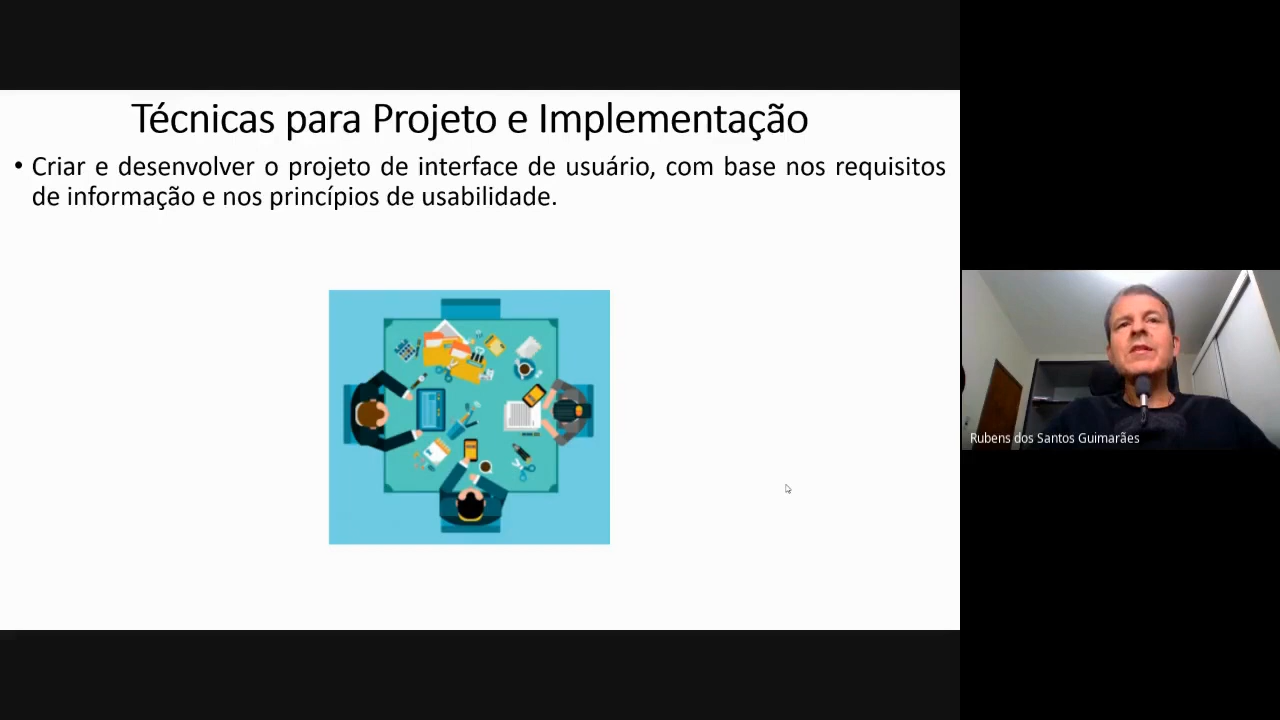 Técnicas para Projeto e Implementação
• Criar e desenvolver o projeto de interface de usuário, com base nos requisitos
de informação e nos princípios de usabilidade.
Rubens dos Santos Guimarães